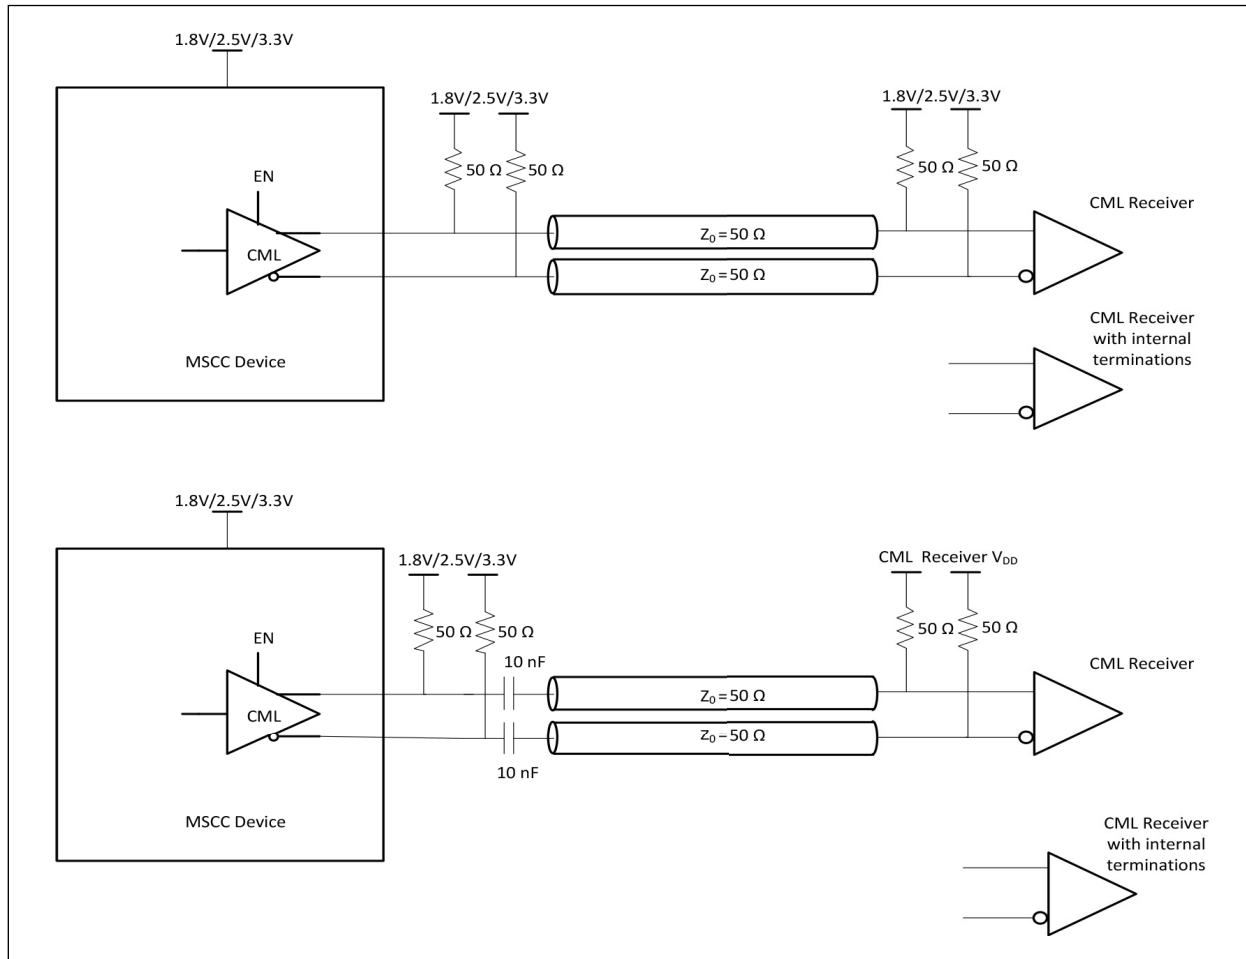 1.8V/2.5V/3.3V
1.8V/2.5V/3.3V
1.8V/2.5V/3.3V
50 Ω
50 Ω
50 Ω
50 Ω
EN
CML Receiver
CML
Z₀ = 50 Ω
Z₀ = 50 Ω
MSCC Device
CML Receiver
with internal
terminations
1.8V/2.5V/3.3V
1.8V/2.5V/3.3V
CML Receiver V_DD
50 Ω
50 Ω
50 Ω
50 Ω
EN
10 nF
CML Receiver
CML
Z₀ = 50 Ω
Z₀ – 50 Ω
10 nF
MSCC Device
CML Receiver
with internal
terminations